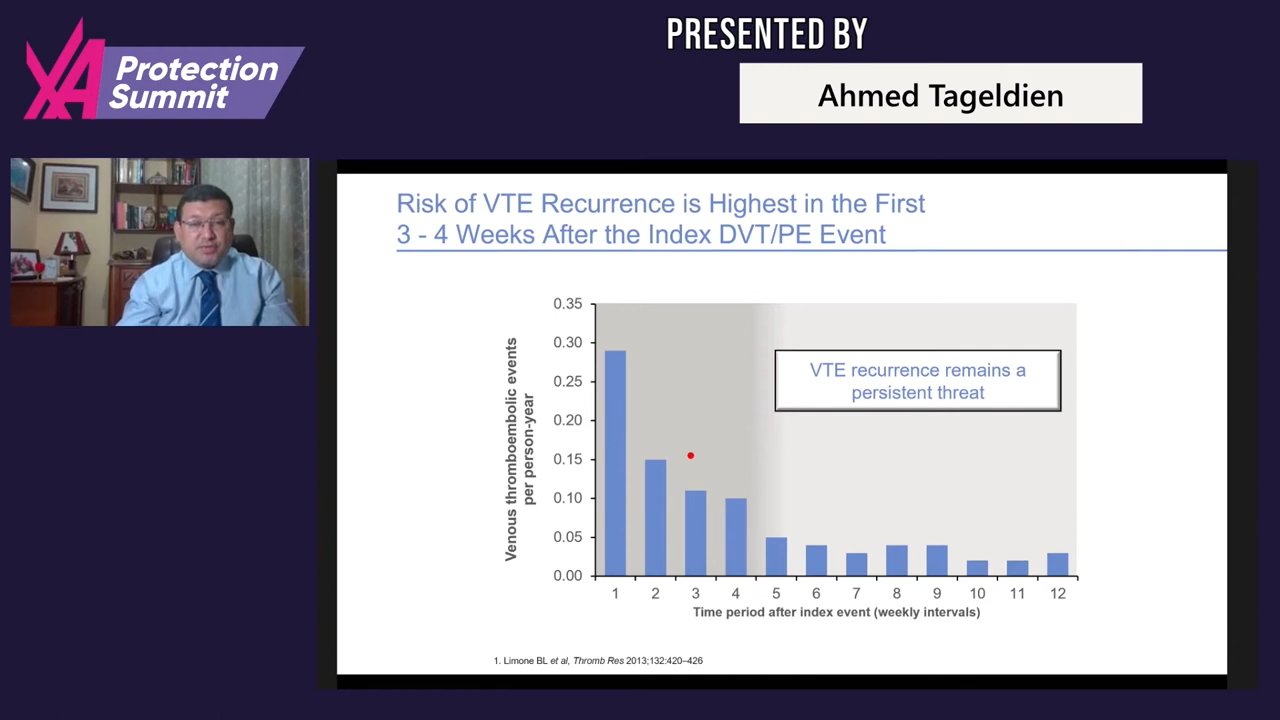 PRESENTED BY
Protection
Summit
Ahmed Tageldien
Risk of VTE Recurrence is Highest in the First
3 - 4 Weeks After the Index DVT/PE Event
Venous thromboembolic events
per person-year
0.35
0.30
0.25
0.20
0.15
0.10
0.05
0.00
VTE recurrence remains a
persistent threat
1 2 3 4 5 6 7 8 9 10 11 12
Time period after index event (weekly intervals)
1. Limone BL et al, Thromb Res 2013;132:420–426